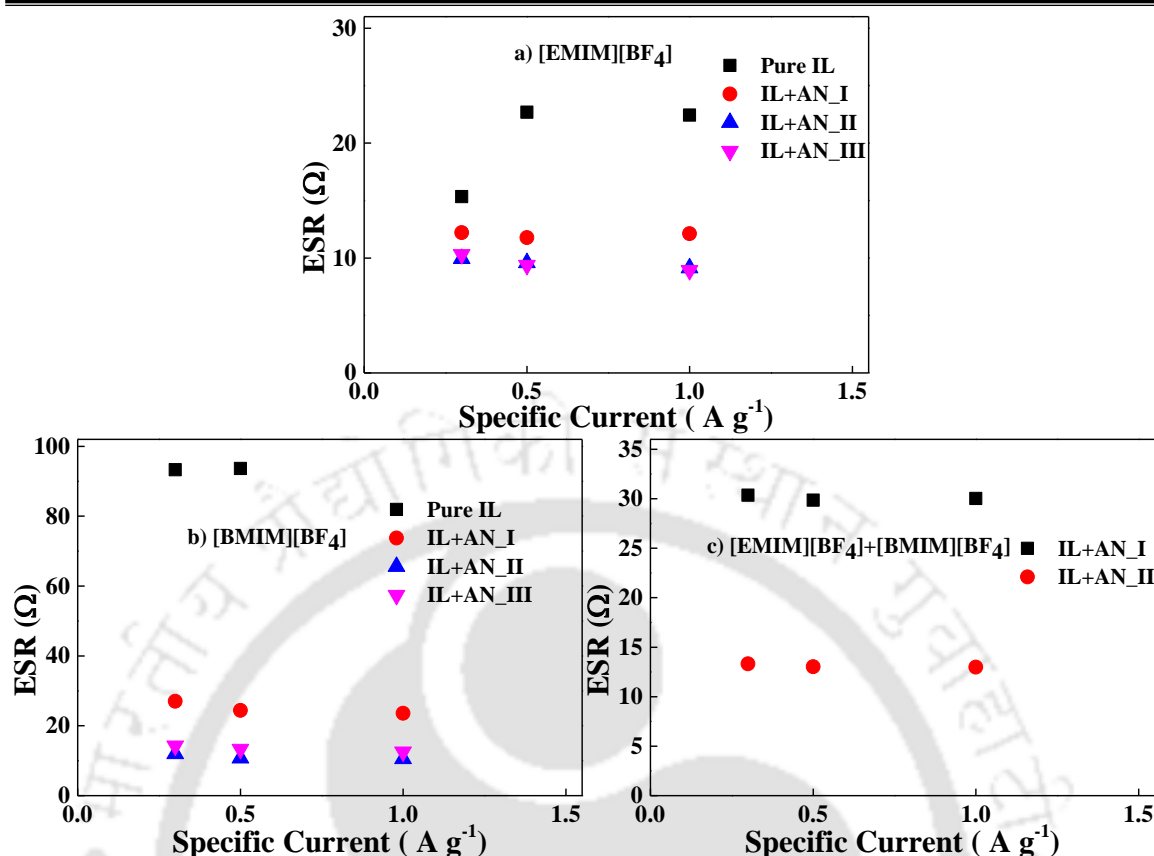 30
20
10
0
ESR (Ω)
a) [EMIM][BF4]
Pure IL
IL+AN_I
IL+AN_II
IL+AN_III
0.0 0.5 1.0 1.5
Specific Current ( A g-1)
100
80
60
40
20
0
ESR (Ω)
b) [BMIM][BF4]
Pure IL
IL+AN_I
IL+AN_II
IL+AN_III
0.0 0.5 1.0 1.5
Specific Current ( A g-1)
35
30
25
20
15
10
5
0
ESR (Ω)
c) [EMIM][BF4]+[BMIM][BF4]
IL+AN_I
IL+AN_II
0.0 0.5 1.0 1.5
Specific Current ( A g-1)